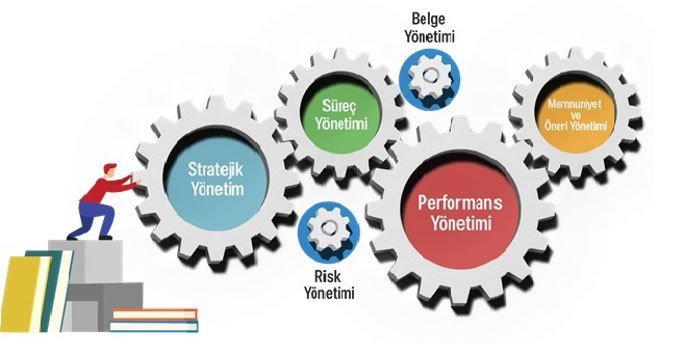 Belge
Yönetimi
Süreç
Yönetimi
Memnuniyet
ve
Öneri Yönetimi
Stratejik
Yönetim
Performans
Yönetimi
Risk
Yönetimi